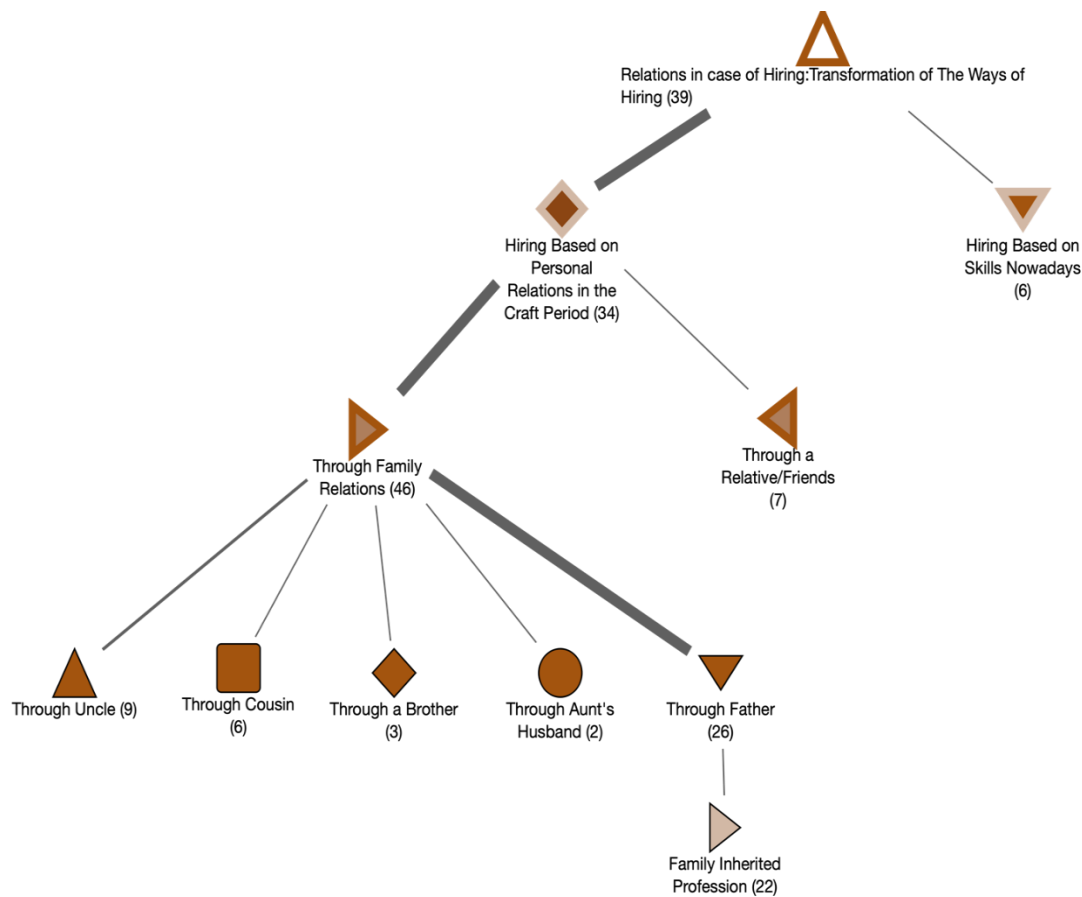 Relations in case of Hiring:Transformation of The Ways of
Hiring (39)
Hiring Based on
Personal
Relations in the
Craft Period (34)
Hiring Based on
Skills Nowadays
(6)
Through Family
Relations (46)
Through a
Relative/Friends
(7)
Through Uncle (9)
Through Cousin
(6)
Through a Brother
(3)
Through Aunt's
Husband (2)
Through Father
(26)
Family Inherited
Profession (22)